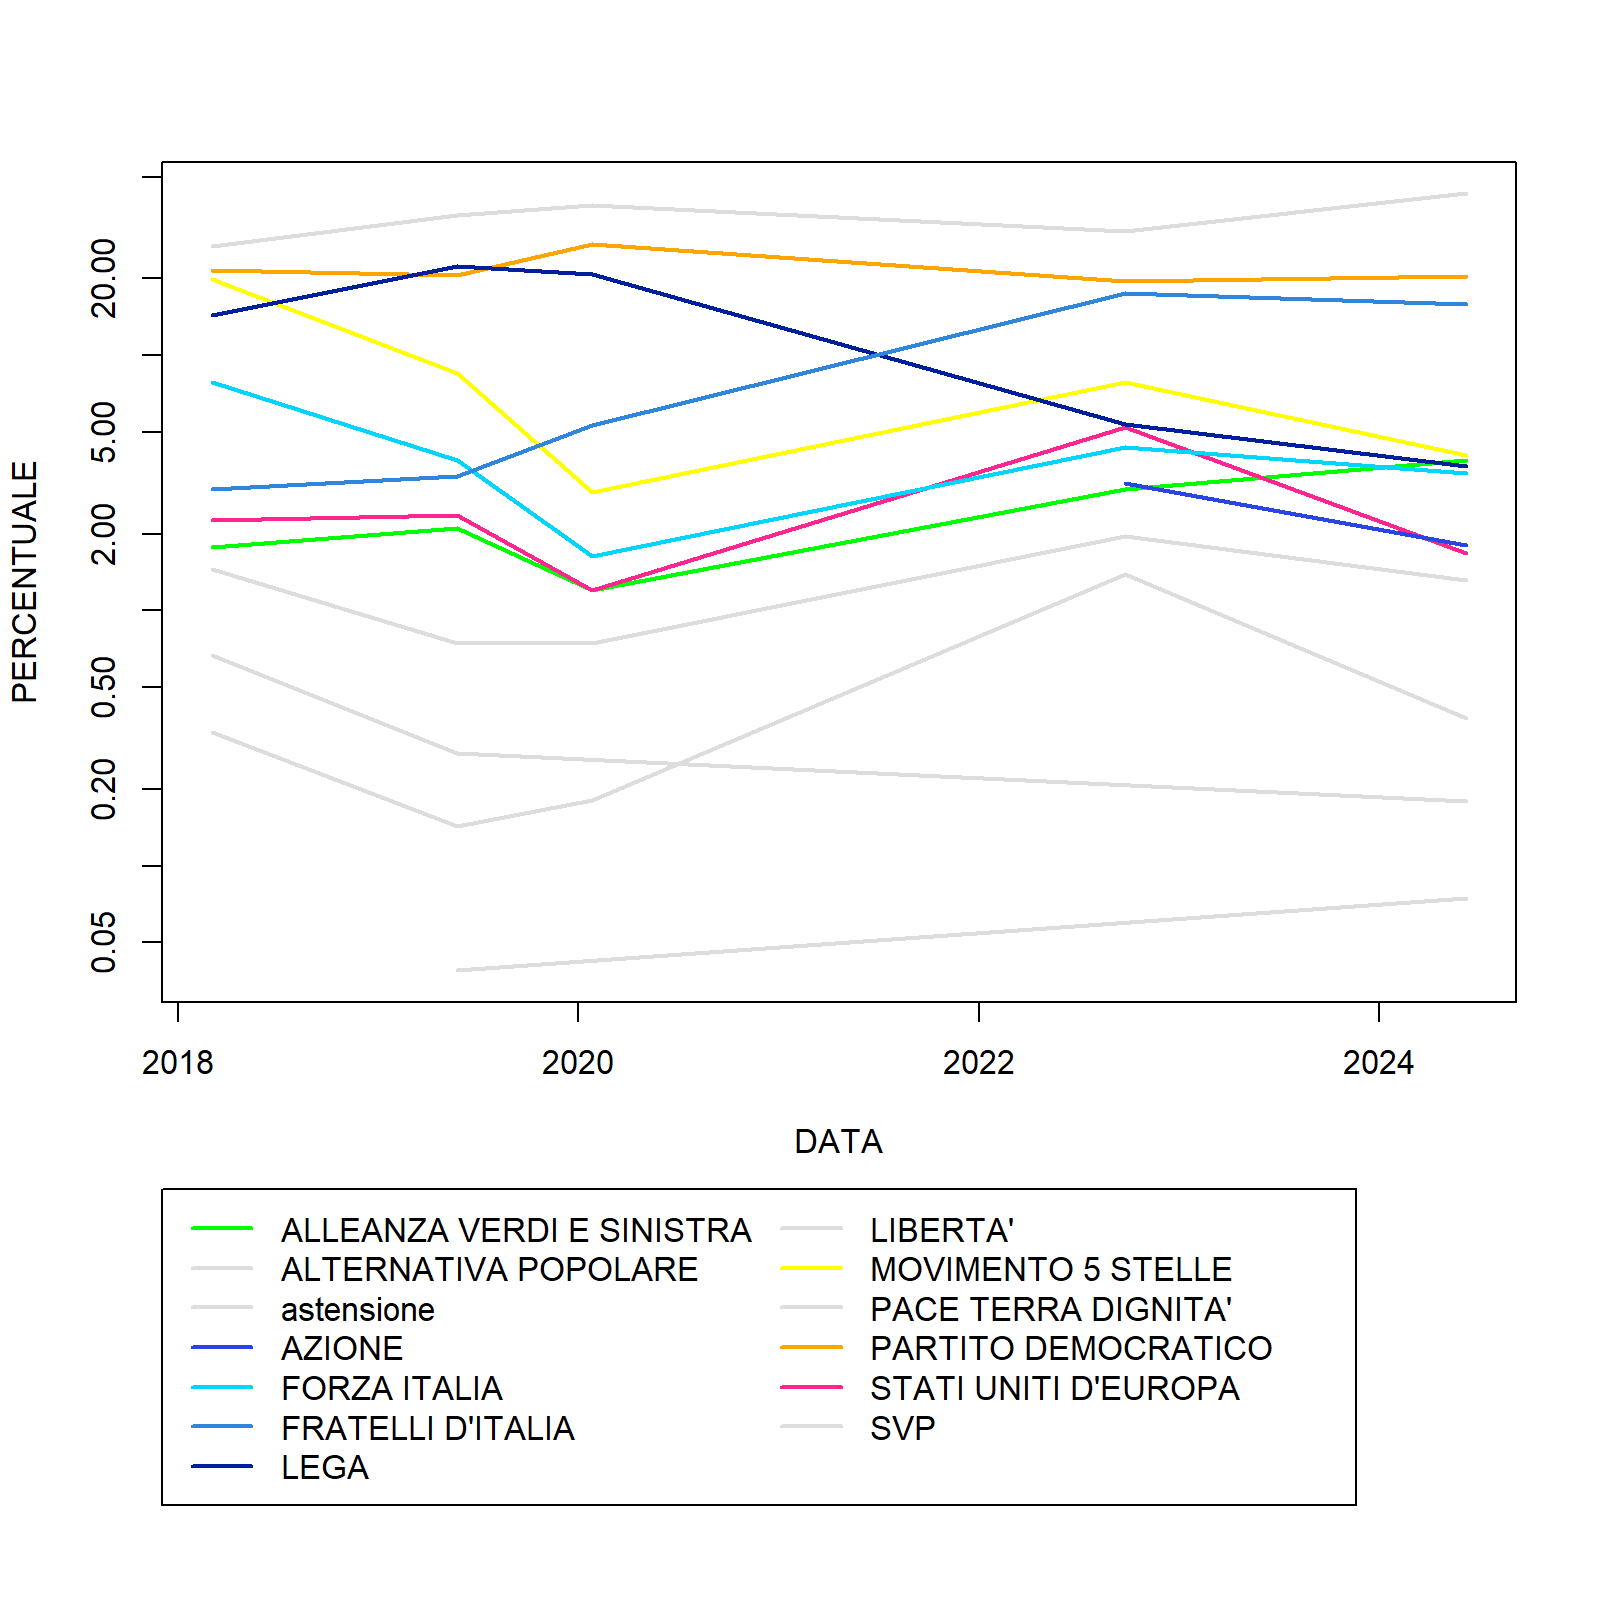 PERCENTUALE
20.00
5.00
2.00
0.50
0.20
0.05
2018 2020 2022 2024
DATA
ALLEANZA VERDI E SINISTRA
ALTERNATIVA POPOLARE
astensione
AZIONE
FORZA ITALIA
FRATELLI D'ITALIA
LEGA
LIBERTA'
MOVIMENTO 5 STELLE
PACE TERRA DIGNITA'
PARTITO DEMOCRATICO
STATI UNITI D'EUROPA
SVP